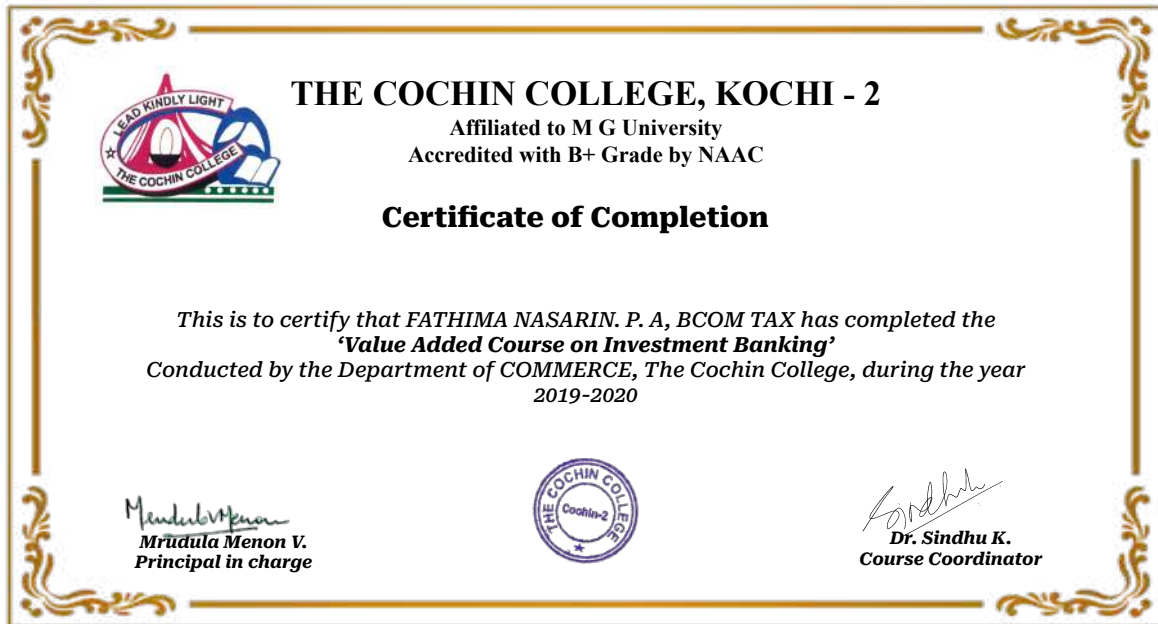 LEAD KINDLY LIGHT
THE COCHIN COLLEGE
THE COCHIN COLLEGE, KOCHI - 2
Affiliated to M G University
Accredited with B+ Grade by NAAC
Certificate of Completion
This is to certify that FATHIMA NASARIN. P. A, BCOM TAX has completed the
‘Value Added Course on Investment Banking’
Conducted by the Department of COMMERCE, The Cochin College, during the year
2019-2020
THE COCHIN COLLEGE
Cochin-2
Sindhu
Mrudula Menon V.
Principal in charge
Dr. Sindhu K.
Course Coordinator